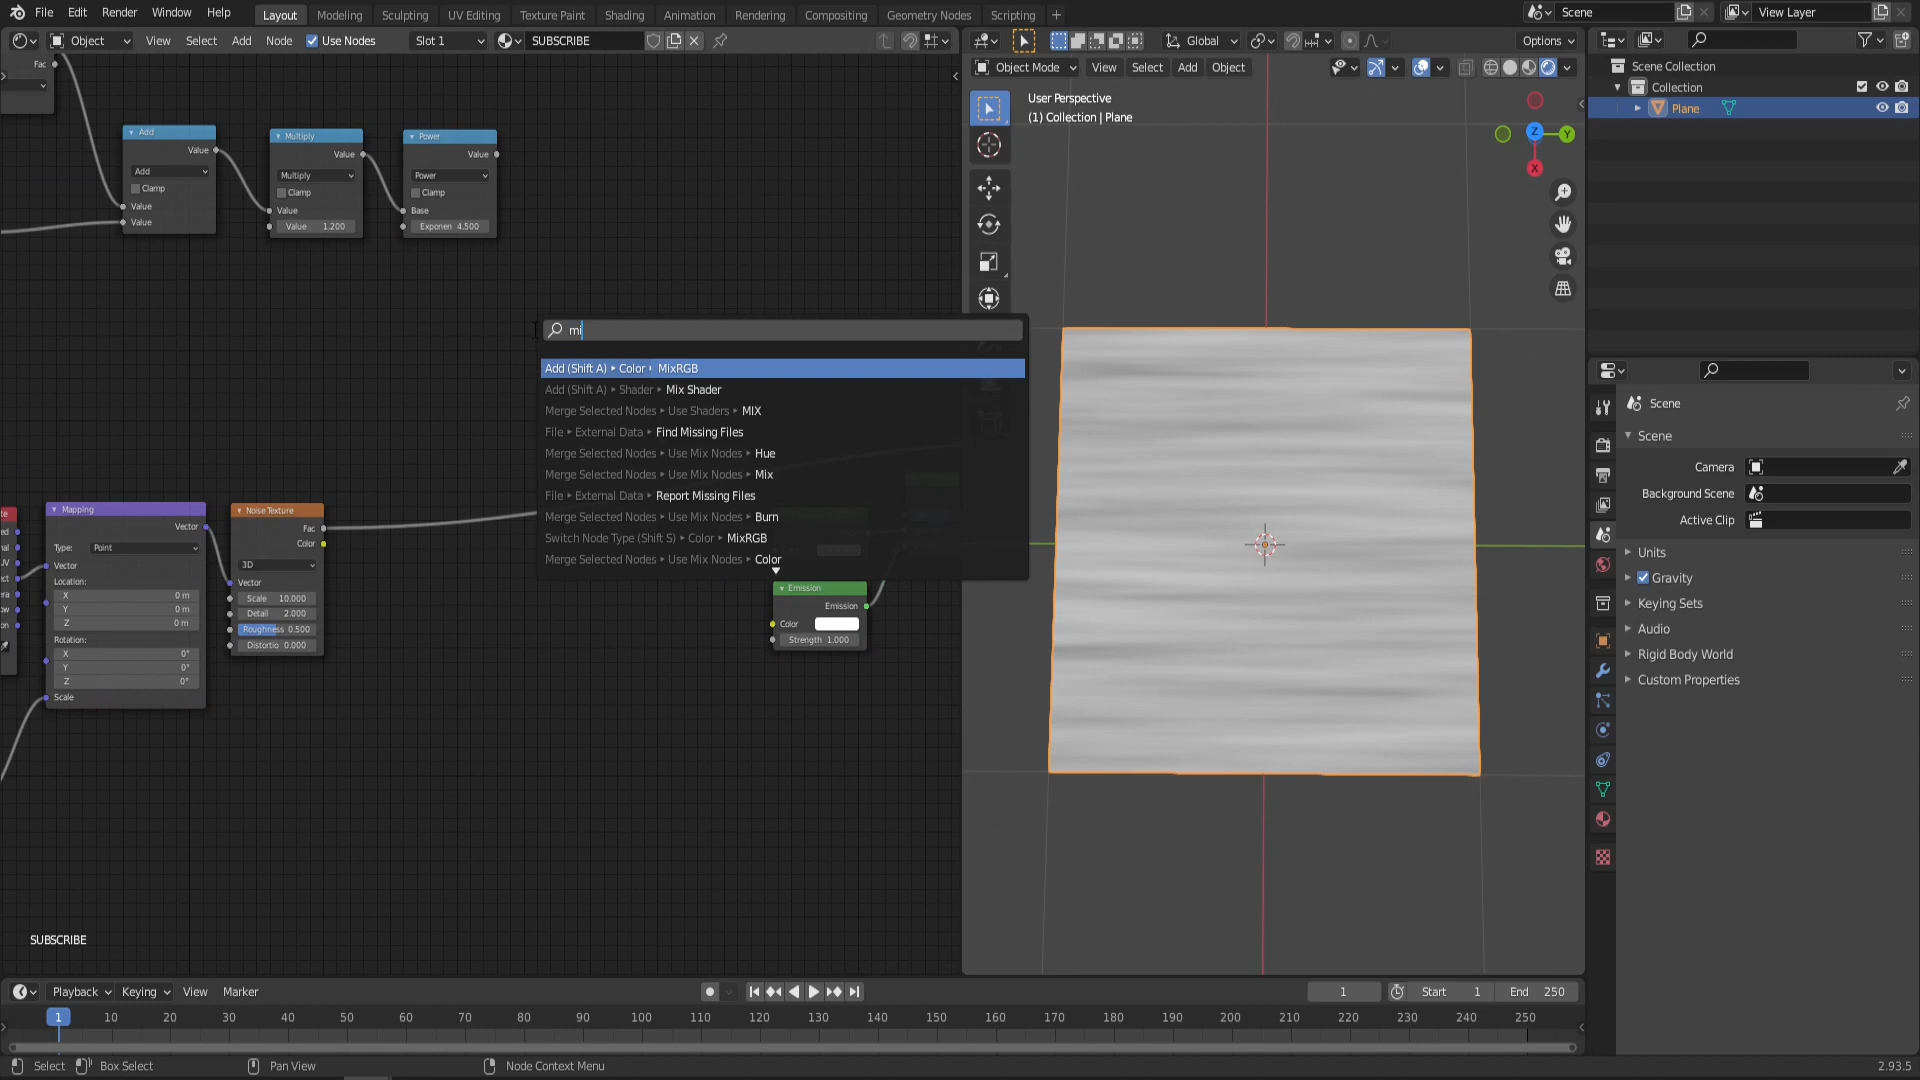 File Edit Render Window Help Layout Modeling Sculpting UV Editing Texture Paint Shading Animation Rendering Compositing Geometry Nodes Scripting + Scene View Layer
Object View Select Add Node Use Nodes Slot 1 SUBSCRIBE Global Options
Object Mode View Select Add Object
Fac
User Perspective
(1) Collection | Plane
Scene Collection
Collection
Plane
Z Y X
Add
Value
Add
Clamp
Value
Value
Multiply
Value
Multiply
Clamp
Value
Value 1.200
Power
Value
Power
Clamp
Base
Exponen 4.500
mi
Add (Shift A) ▸ Color ▸ MixRGB
Add (Shift A) ▸ Shader ▸ Mix Shader
Merge Selected Nodes ▸ Use Shaders ▸ MIX
File ▸ External Data ▸ Find Missing Files
Merge Selected Nodes ▸ Use Mix Nodes ▸ Hue
Merge Selected Nodes ▸ Use Mix Nodes ▸ Mix
File ▸ External Data ▸ Report Missing Files
Merge Selected Nodes ▸ Use Mix Nodes ▸ Burn
Switch Node Type (Shift S) ▸ Color ▸ MixRGB
Merge Selected Nodes ▸ Use Mix Nodes ▸ Color
Mapping
Vector
Type: Point
Vector
Location:
X 0 m
Y 0 m
Z 0 m
Rotation:
X 0°
Y 0°
Z 0°
Scale
Noise Texture
Fac
Color
3D
Vector
Scale 10.000
Detail 2.000
Roughness 0.500
Distortio 0.000
Emission
Emission
Color
Strength 1.000
Scene
Scene
Camera
Background Scene
Active Clip
Units
Gravity
Keying Sets
Audio
Rigid Body World
Custom Properties
SUBSCRIBE
Playback Keying View Marker 1 Start 1 End 250
1 10 20 30 40 50 60 70 80 90 100 110 120 130 140 150 160 170 180 190 200 210 220 230 240 250
Select Box Select Pan View Node Context Menu 2.93.5